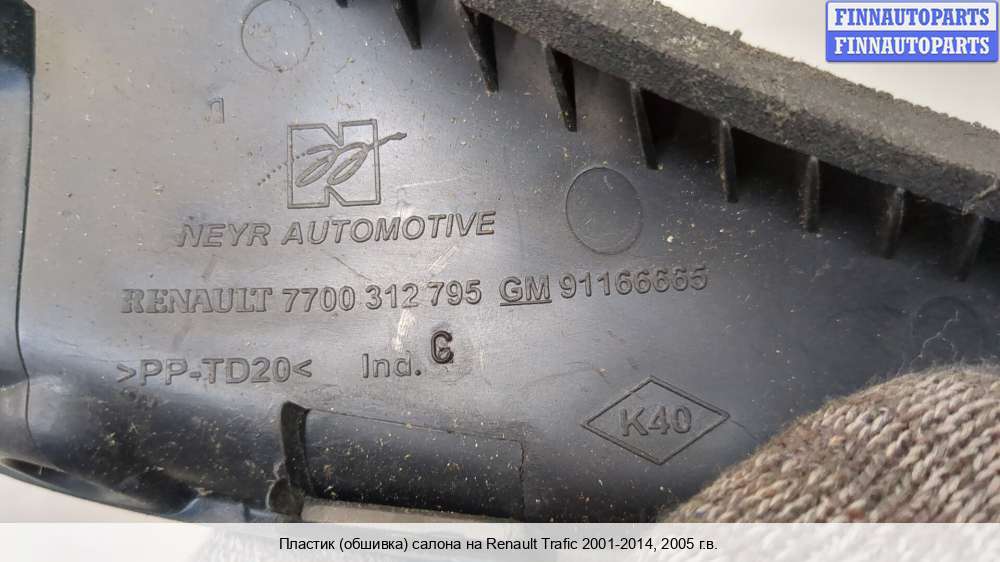 FINNAUTOPARTS
FINNAUTOPARTS
N
NEYR AUTOMOTIVE
RENAULT 7700 312 795 GM 91166665
>PP-TD20< Ind. C
K40
Пластик (обшивка) салона на Renault Trafic 2001-2014, 2005 г.в.